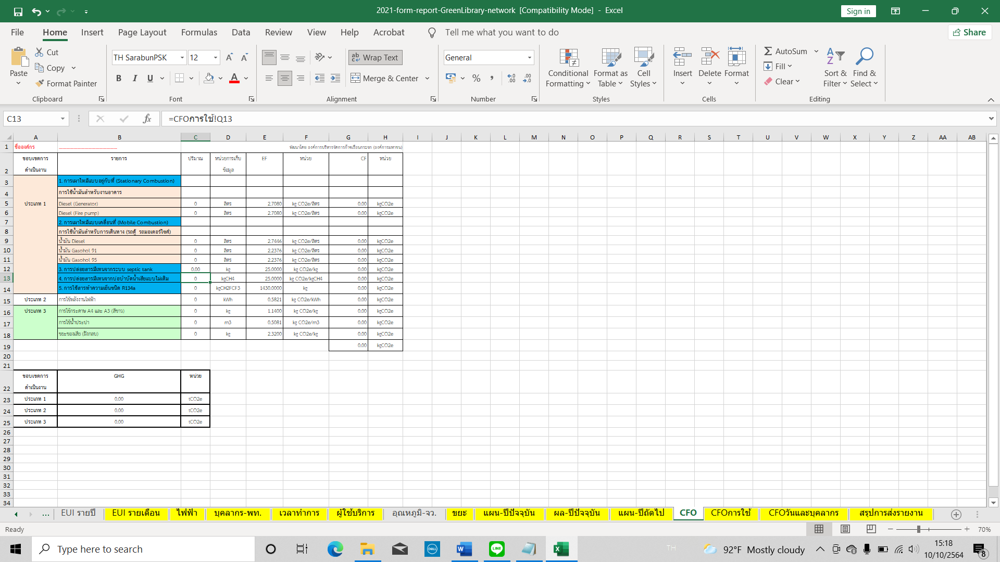 2021-form-report-GreenLibrary-network [Compatibility Mode] - Excel
Sign in
File Home Insert Page Layout Formulas Data Review View Help Acrobat Tell me what you want to do Share
Paste Cut Copy Format Painter Clipboard
TH SarabunPSK 12 B I U Font
Wrap Text Merge & Center Alignment
General % , Number
Conditional Formatting Format as Table Cell Styles Styles
Insert Delete Format Cells
AutoSum Fill Clear Sort & Filter Find & Select Editing
C13 fx =CFOการใช้!Q13
A B C D E F G H I J K L M N O P Q R S T U V W X Y Z AA AB
1 ชื่อองค์กร พัฒนาโดย องค์การบริหารจัดการก๊าซเรือนกระจก (องค์การมหาชน)
2 ขอบเขตการดำเนินงาน รายการ ปริมาณ หน่วยการเก็บข้อมูล EF หน่วย CF หน่วย
3 1. การเผาไหม้แบบอยู่กับที่ (Stationary Combustion)
4 การใช้น้ำมันสำหรับงานอาคาร
5 ประเภท 1 Diesel (Generator) 0 ลิตร 2.7080 kg CO2e/ลิตร 0.00 kgCO2e
6 Diesel (Fire pump) 0 ลิตร 2.7080 kg CO2e/ลิตร 0.00 kgCO2e
7 2. การเผาไหม้แบบเคลื่อนที่ (Mobile Combustion)
8 การใช้น้ำมันสำหรับการเดินทาง (รถตู้ รถมอเตอร์ไซค์)
9 น้ำมัน Diesel 0 ลิตร 2.7446 kg CO2e/ลิตร 0.00 kgCO2e
10 น้ำมัน Gasohol 91 0 ลิตร 2.2376 kg CO2e/ลิตร 0.00 kgCO2e
11 น้ำมัน Gasohol 95 0 ลิตร 2.2376 kg CO2e/ลิตร 0.00 kgCO2e
12 3. การปล่อยสารมีเทนจากระบบ septic tank 0.00 kg 25.0000 kg CO2e/kg 0.00 kgCO2e
13 4. การปล่อยสารมีเทนจากบ่อบำบัดน้ำเสียแบบไม่เติม 0 kgCH4 25.0000 kg CO2e/kgCH4 0.00 kgCO2e
14 5. การใช้สารทำความเย็นชนิด R134a 0 kgCH2FCF3 1430.0000 kg 0.00 kgCO2e
15 ประเภท 2 การใช้พลังงานไฟฟ้า 0 kWh 0.5821 kg CO2e/kWh 0.00 kgCO2e
16 ประเภท 3 การใช้กระดาษ A4 และ A3 (สีขาว) 0 kg 1.1400 kg CO2e/kg 0.00 kgCO2e
17 การใช้น้ำประปา 0 m3 0.5081 kg CO2e/m3 0.00 kgCO2e
18 ขยะของเสีย (ฝังกลบ) 0 kg 2.3200 kg CO2e/kg 0.00 kgCO2e
19 0.00 kgCO2e
20
21
22 ขอบเขตการดำเนินงาน GHG หน่วย
23 ประเภท 1 0.00 tCO2e
24 ประเภท 2 0.00 tCO2e
25 ประเภท 3 0.00 tCO2e
26
27
28
29
30
31
32
33
34
... EUI รายปี EUI รายเดือน ไฟฟ้า บุคลากร-พท. เวลาทำการ ผู้ใช้บริการ อุณหภูมิ-จว. ขยะ แผน-ปีปัจจุบัน ผล-ปีปัจจุบัน แผน-ปีถัดไป CFO CFOการใช้ CFOวันและบุคลากร สรุปการส่งรายงาน
Ready 70%
Type here to search DELL W LINE X TH 92°F Mostly cloudy 15:18
10/10/2564 8